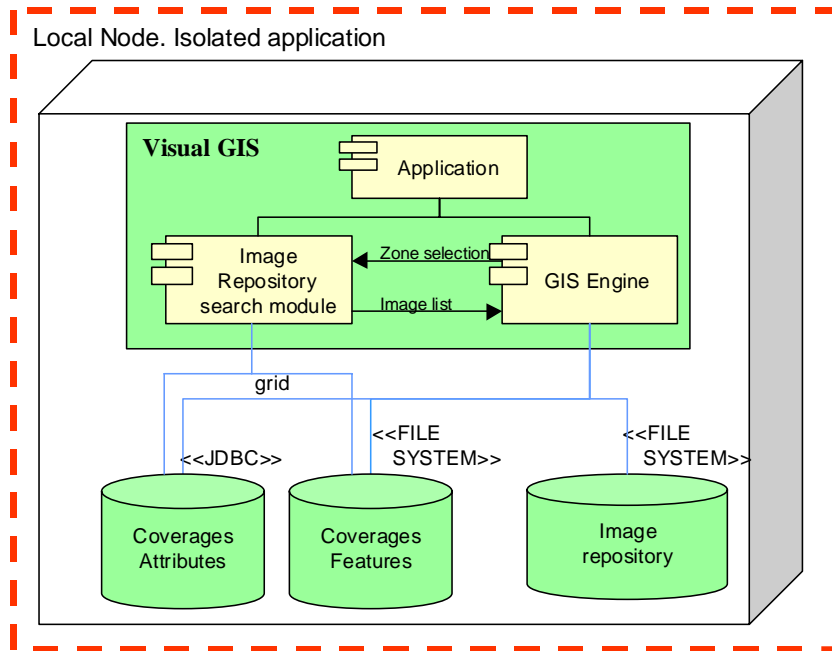 Local Node. Isolated application
Visual GIS
Application
Image
Repository
search module
Zone selection
Image list
GIS Engine
grid
<<JDBC>>
<<FILE
SYSTEM>>
<<FILE
SYSTEM>>
Coverages
Attributes
Coverages
Features
Image
repository